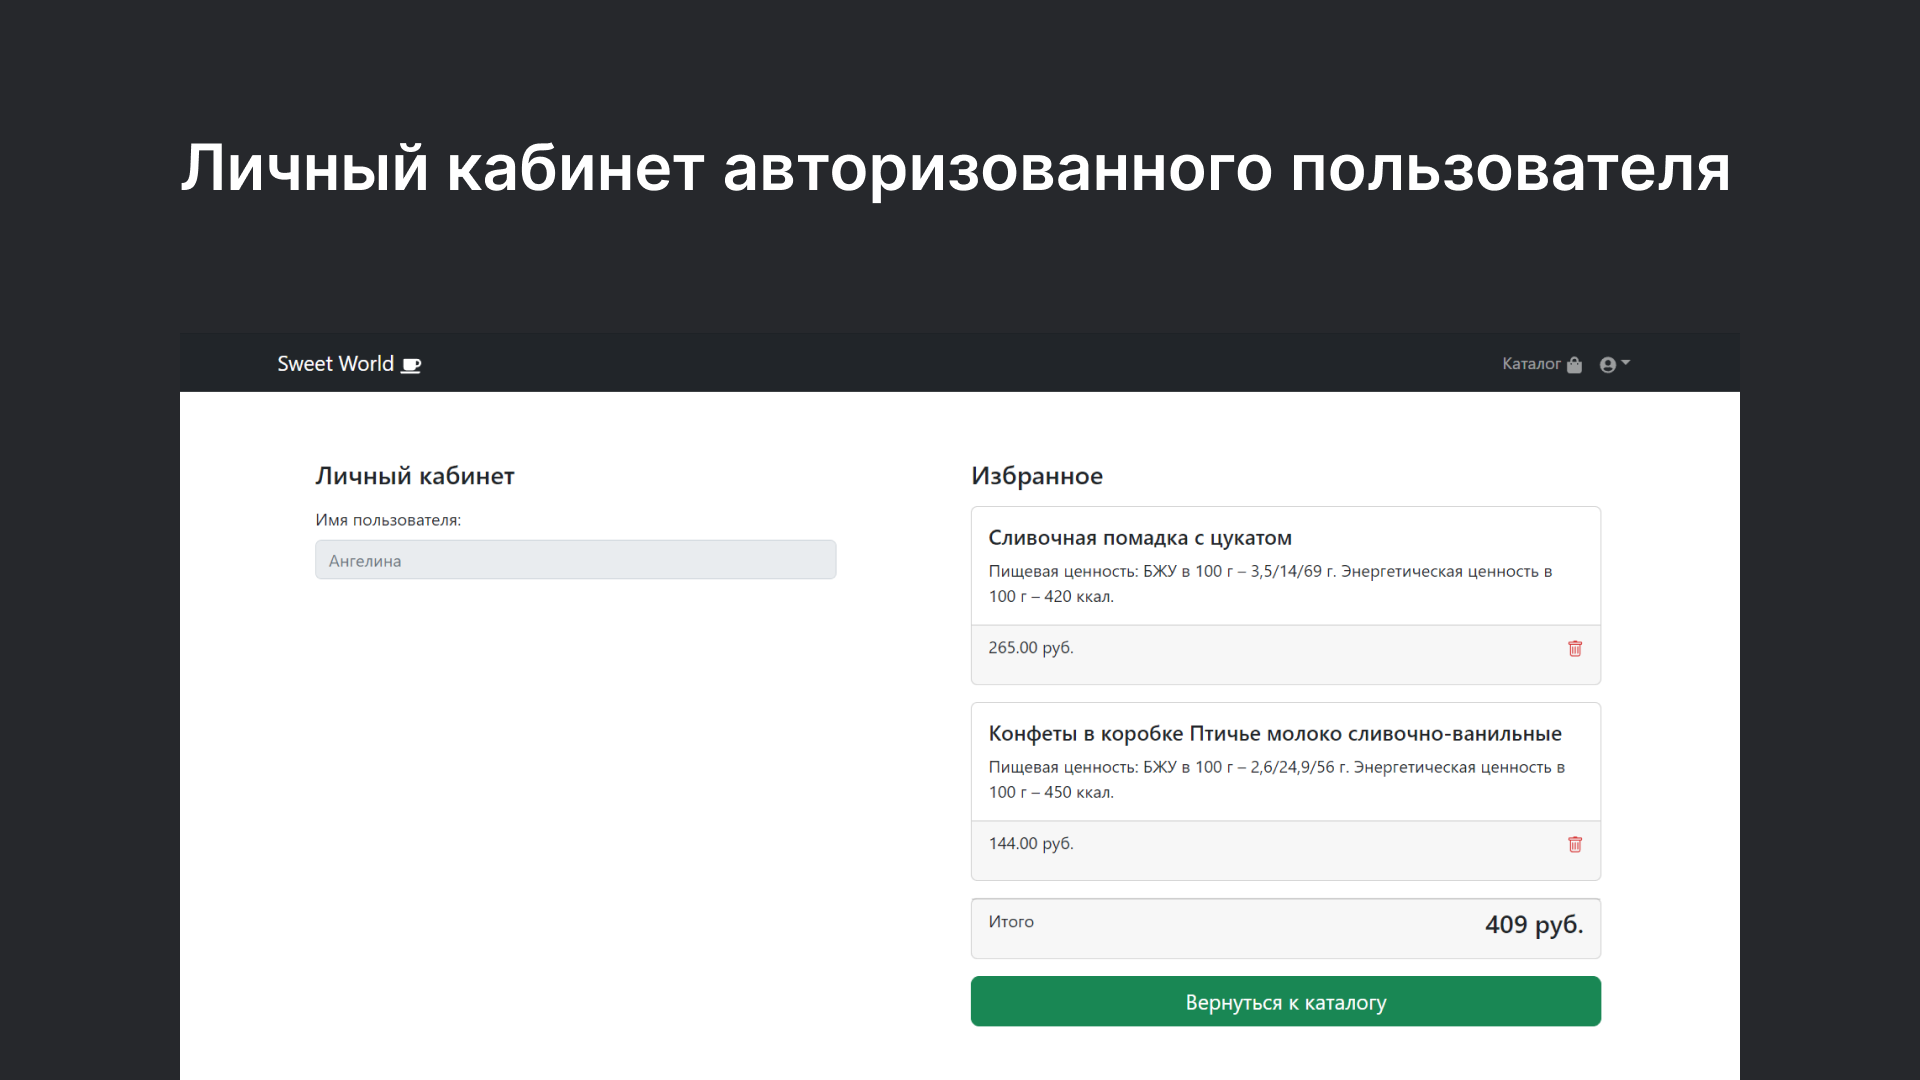 Личный кабинет авторизованного пользователя
Sweet World
Каталог
Личный кабинет
Имя пользователя:
Ангелина
Избранное
Сливочная помадка с цукатом
Пищевая ценность: БЖУ в 100 г – 3,5/14/69 г. Энергетическая ценность в
100 г – 420 ккал.
265.00 руб.
Конфеты в коробке Птичье молоко сливочно-ванильные
Пищевая ценность: БЖУ в 100 г – 2,6/24,9/56 г. Энергетическая ценность в
100 г – 450 ккал.
144.00 руб.
Итого
409 руб.
Вернуться к каталогу